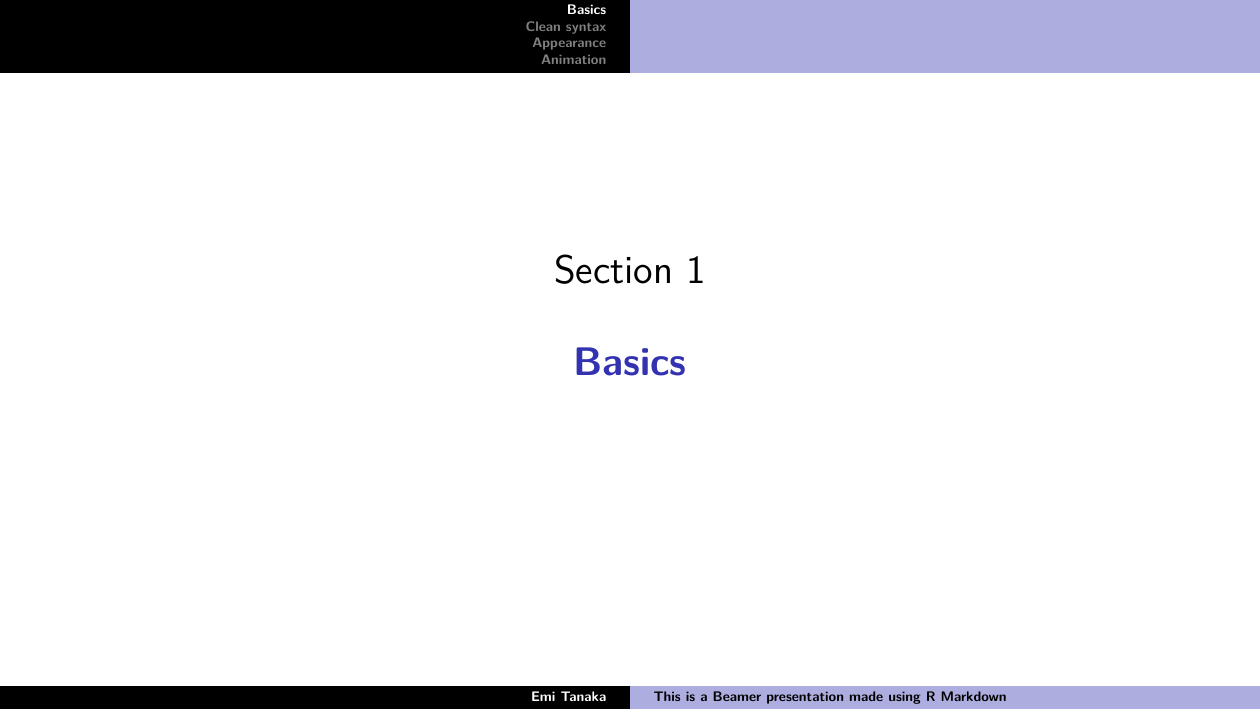 Basics
Clean syntax
Appearance
Animation
Section 1
Basics
Emi Tanaka
This is a Beamer presentation made using R Markdown